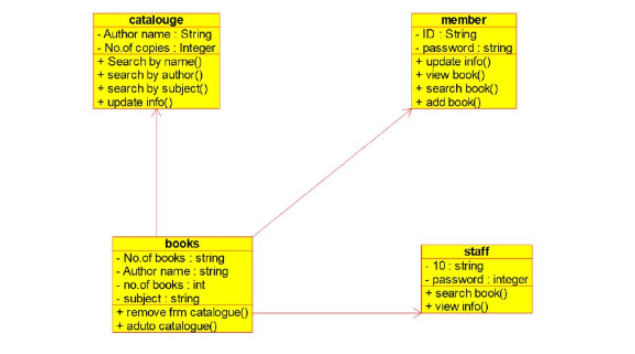 catalouge
- Author name : String
- No.of copies : Integer
+ Search by name()
+ search by author()
+ search by subject()
+ update info()
member
- ID : String
- password : string
+ update info()
+ view book()
+ search book()
+ add book()
books
- No.of books : string
- Author name : string
- no.of books : int
- subject : string
+ remove frm catalogue()
+ aduto catalogue()
staff
- 10 : string
- password : integer
+ search book()
+ view info()